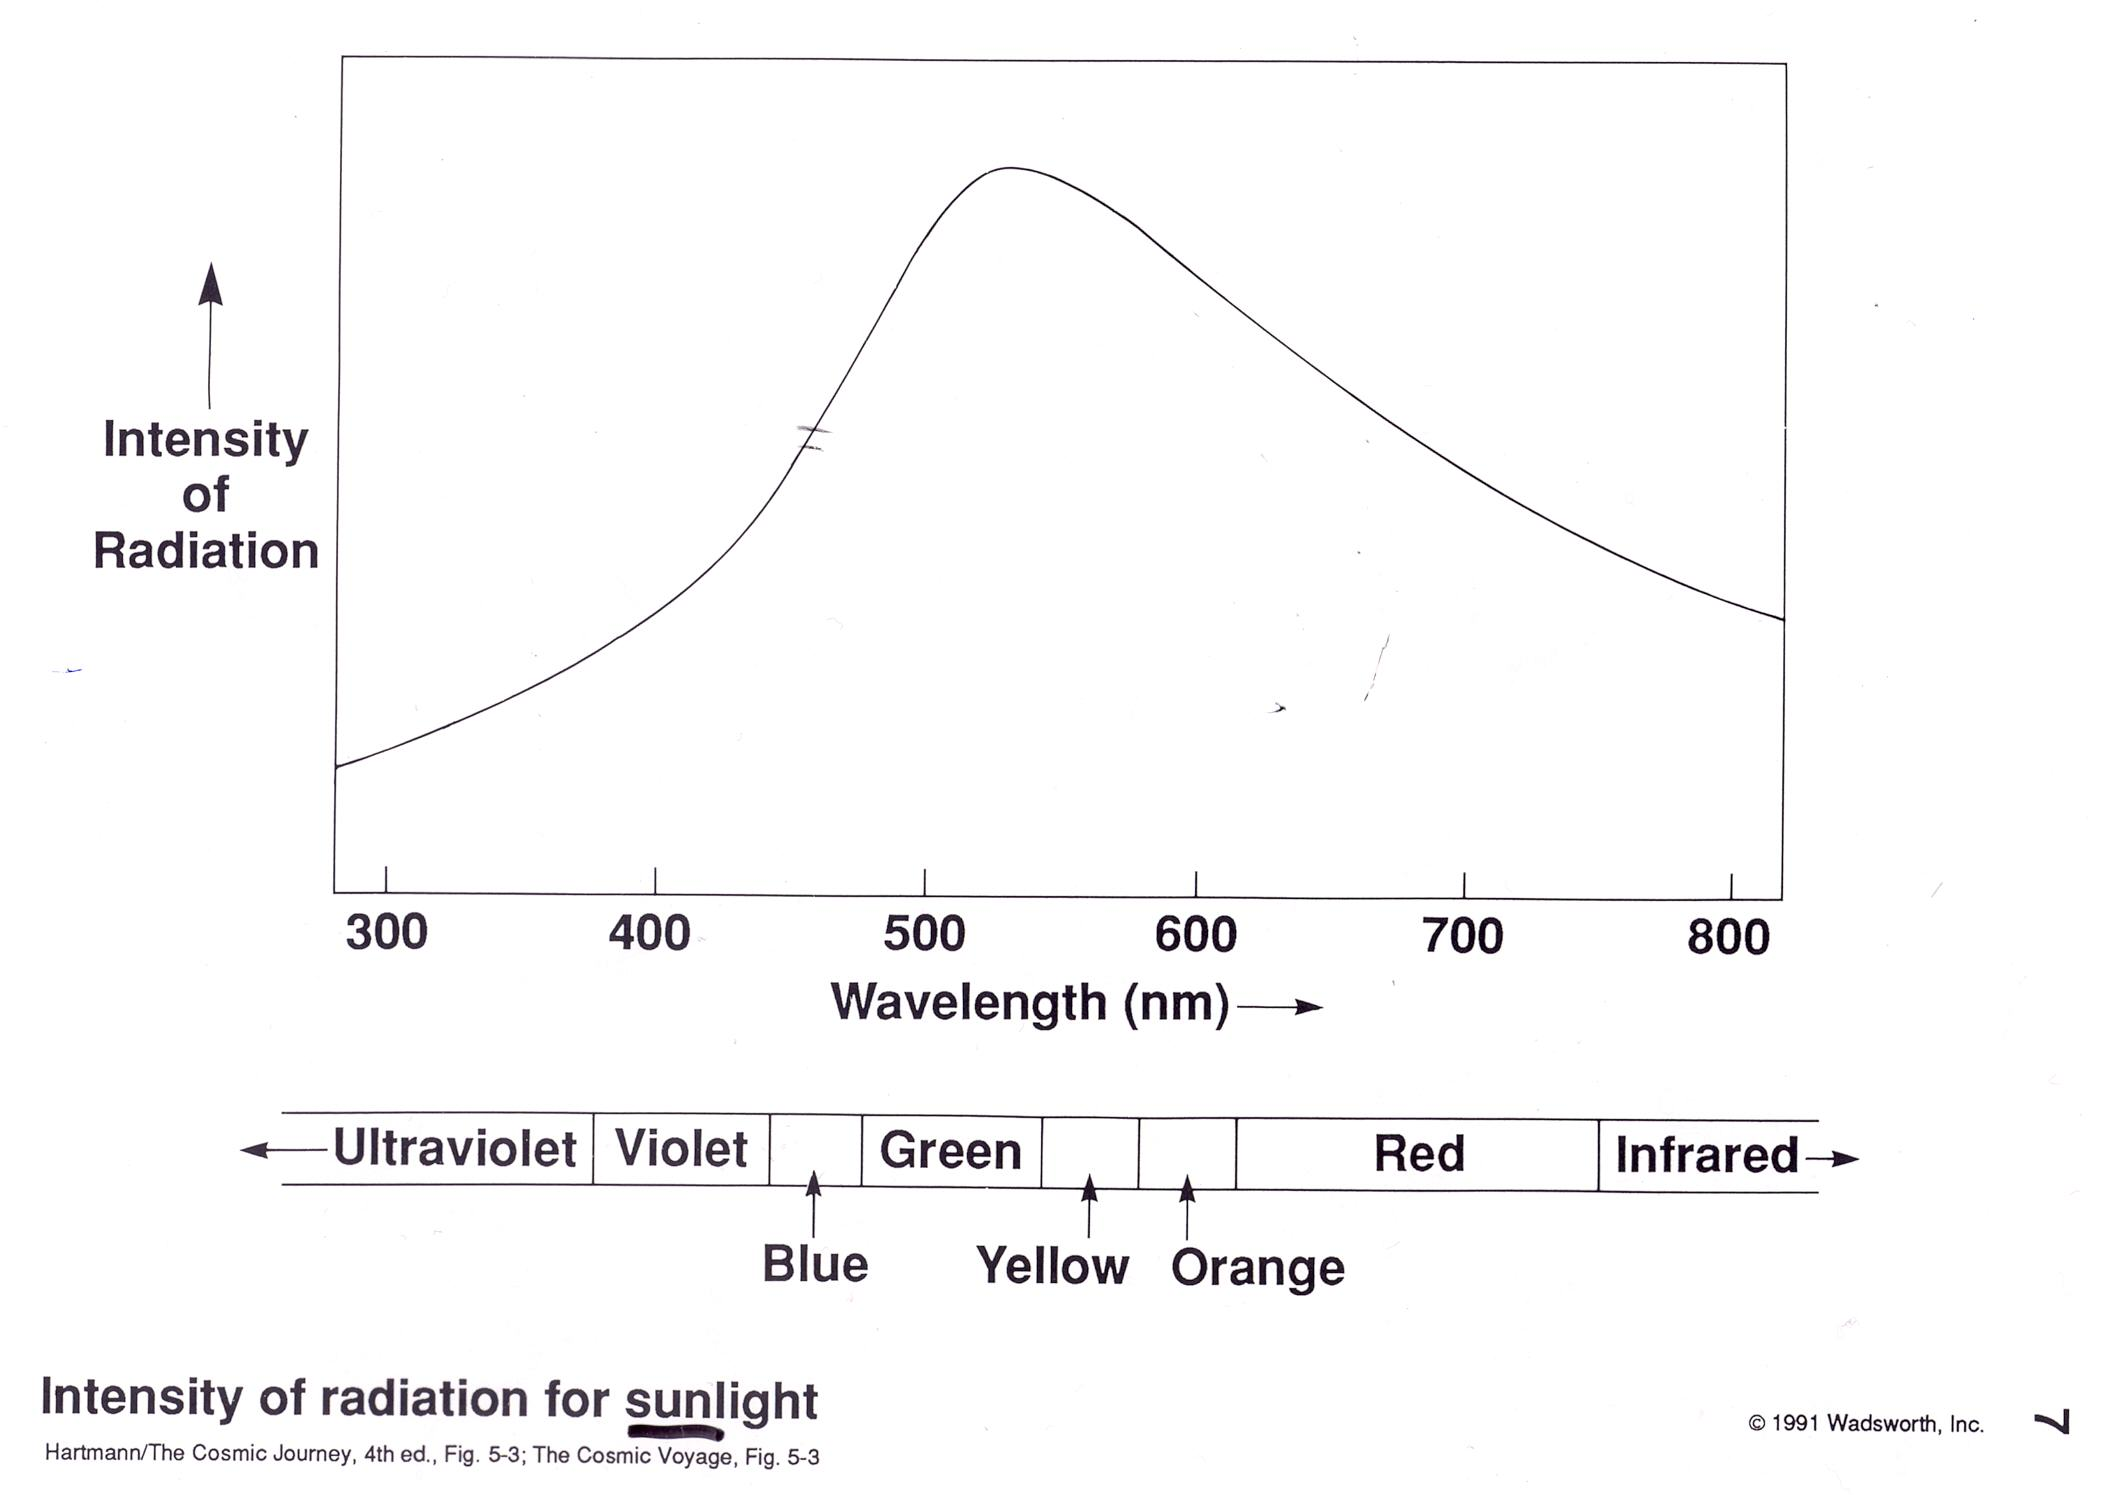 Intensity
of
Radiation
300 400 500 600 700 800
Wavelength (nm)
Ultraviolet Violet Green Red Infrared
Blue Yellow Orange
Intensity of radiation for sunlight
Hartmann/The Cosmic Journey, 4th ed., Fig. 5-3; The Cosmic Voyage, Fig. 5-3
© 1991 Wadsworth, Inc.
7